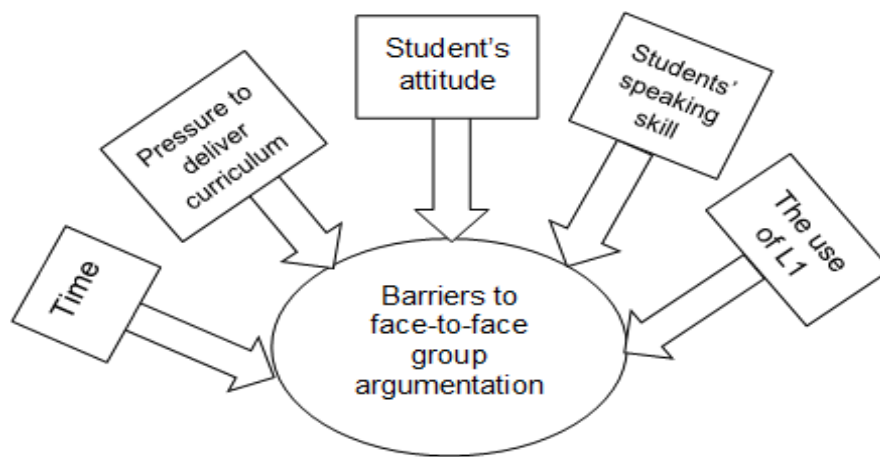 Time
Pressure to
deliver
curriculum
Student's
attitude
Students'
speaking
skill
The use
of L1
Barriers to
face-to-face
group
argumentation